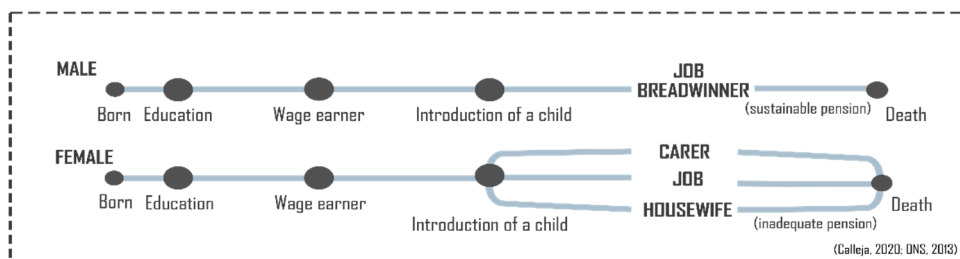 MALE
JOB
BREADWINNER
Born Education Wage earner Introduction of a child (sustainable pension) Death
FEMALE
CARER
JOB
HOUSEWIFE
Born Education Wage earner Introduction of a child (inadequate pension) Death
(Calleja, 2020; ONS, 2013)